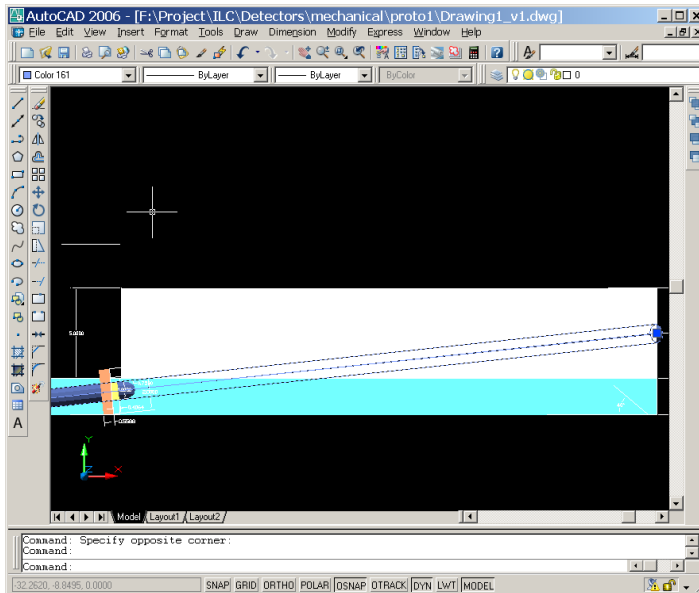 AutoCAD 2006 - [F:\Project\ILC\Detectors\mechanical\proto1\Drawing1_v1.dwg]
File Edit View Insert Format Tools Draw Dimension Modify Express Window Help
Color 161 ByLayer ByLayer ByColor 0
Y
X
Z
Model Layout1 Layout2
Command: Specify opposite corner:
Command:
Command:
-32.2620, -8.8495, 0.0000 SNAP GRID ORTHO POLAR OSNAP OTRACK DYN LWT MODEL